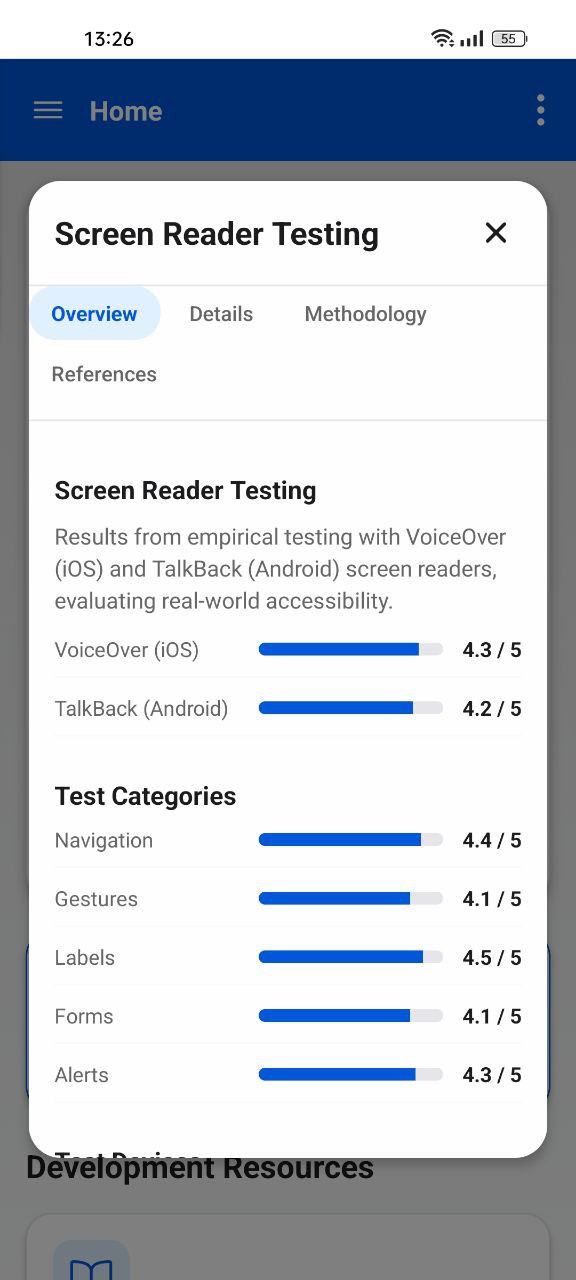 13:26
55
Home
Screen Reader Testing
Overview
Details
Methodology
References
Screen Reader Testing
Results from empirical testing with VoiceOver
(iOS) and TalkBack (Android) screen readers,
evaluating real-world accessibility.
VoiceOver (iOS) 4.3 / 5
TalkBack (Android) 4.2 / 5
Test Categories
Navigation 4.4 / 5
Gestures 4.1 / 5
Labels 4.5 / 5
Forms 4.1 / 5
Alerts 4.3 / 5
Test Devices
Development Resources